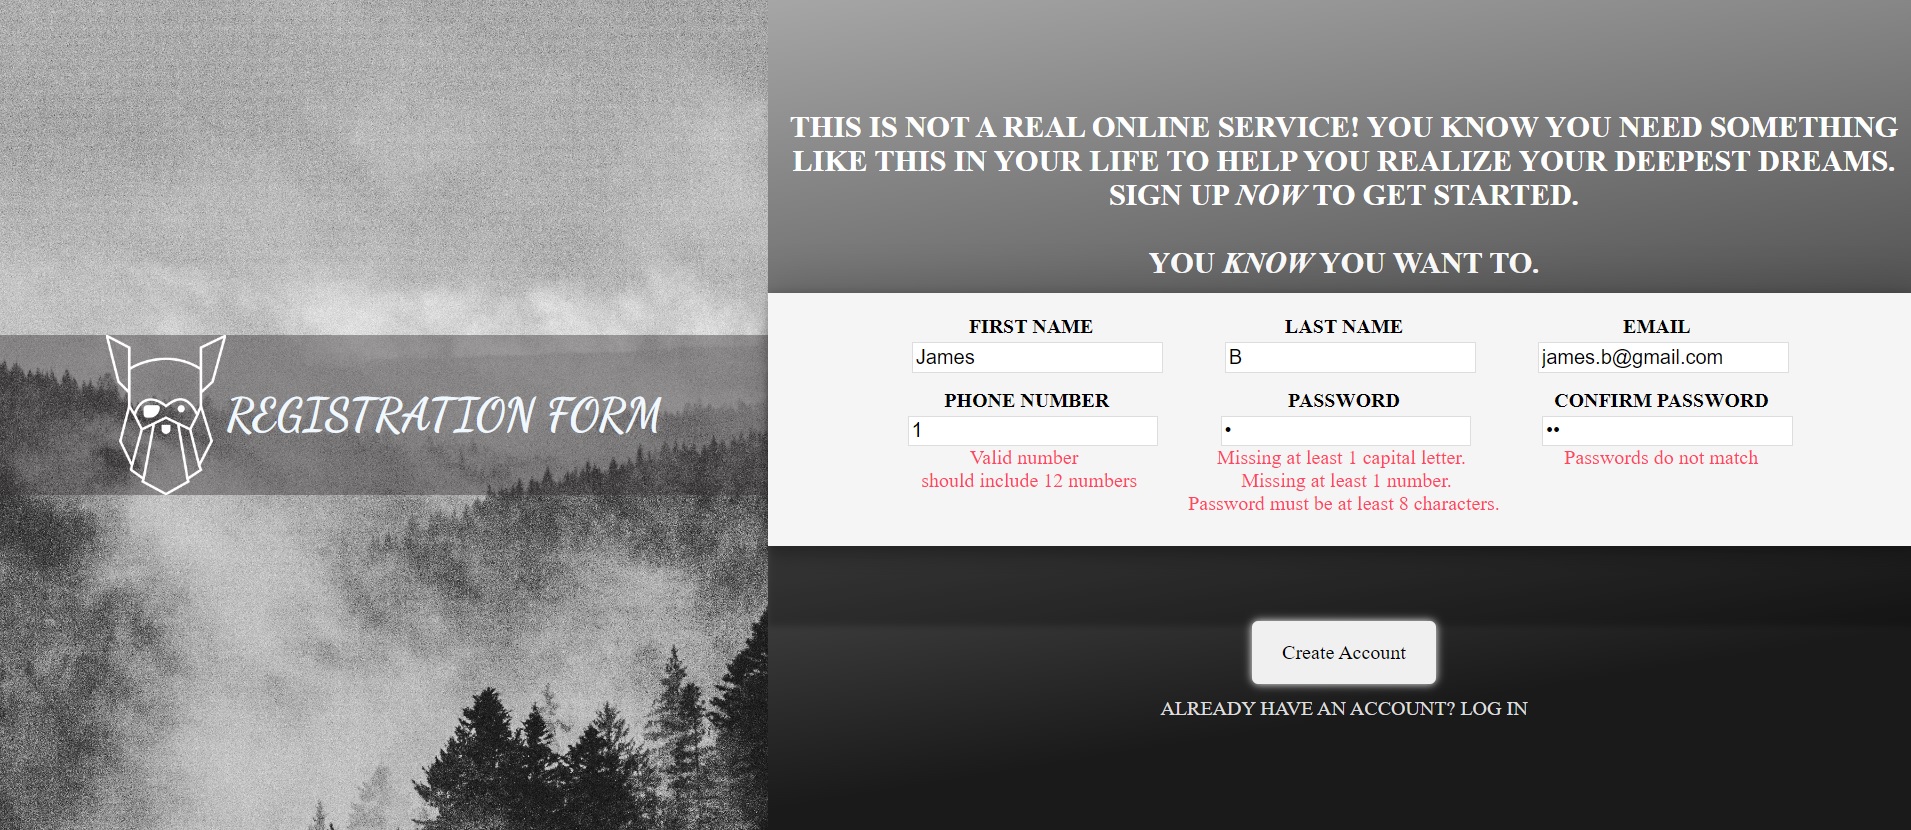 REGISTRATION FORM
THIS IS NOT A REAL ONLINE SERVICE! YOU KNOW YOU NEED SOMETHING
LIKE THIS IN YOUR LIFE TO HELP YOU REALIZE YOUR DEEPEST DREAMS.
SIGN UP NOW TO GET STARTED.
YOU KNOW YOU WANT TO.
FIRST NAME
James
LAST NAME
B
EMAIL
james.b@gmail.com
PHONE NUMBER
1
Valid number
should include 12 numbers
PASSWORD
•
Missing at least 1 capital letter.
Missing at least 1 number.
Password must be at least 8 characters.
CONFIRM PASSWORD
••
Passwords do not match
Create Account
ALREADY HAVE AN ACCOUNT? LOG IN